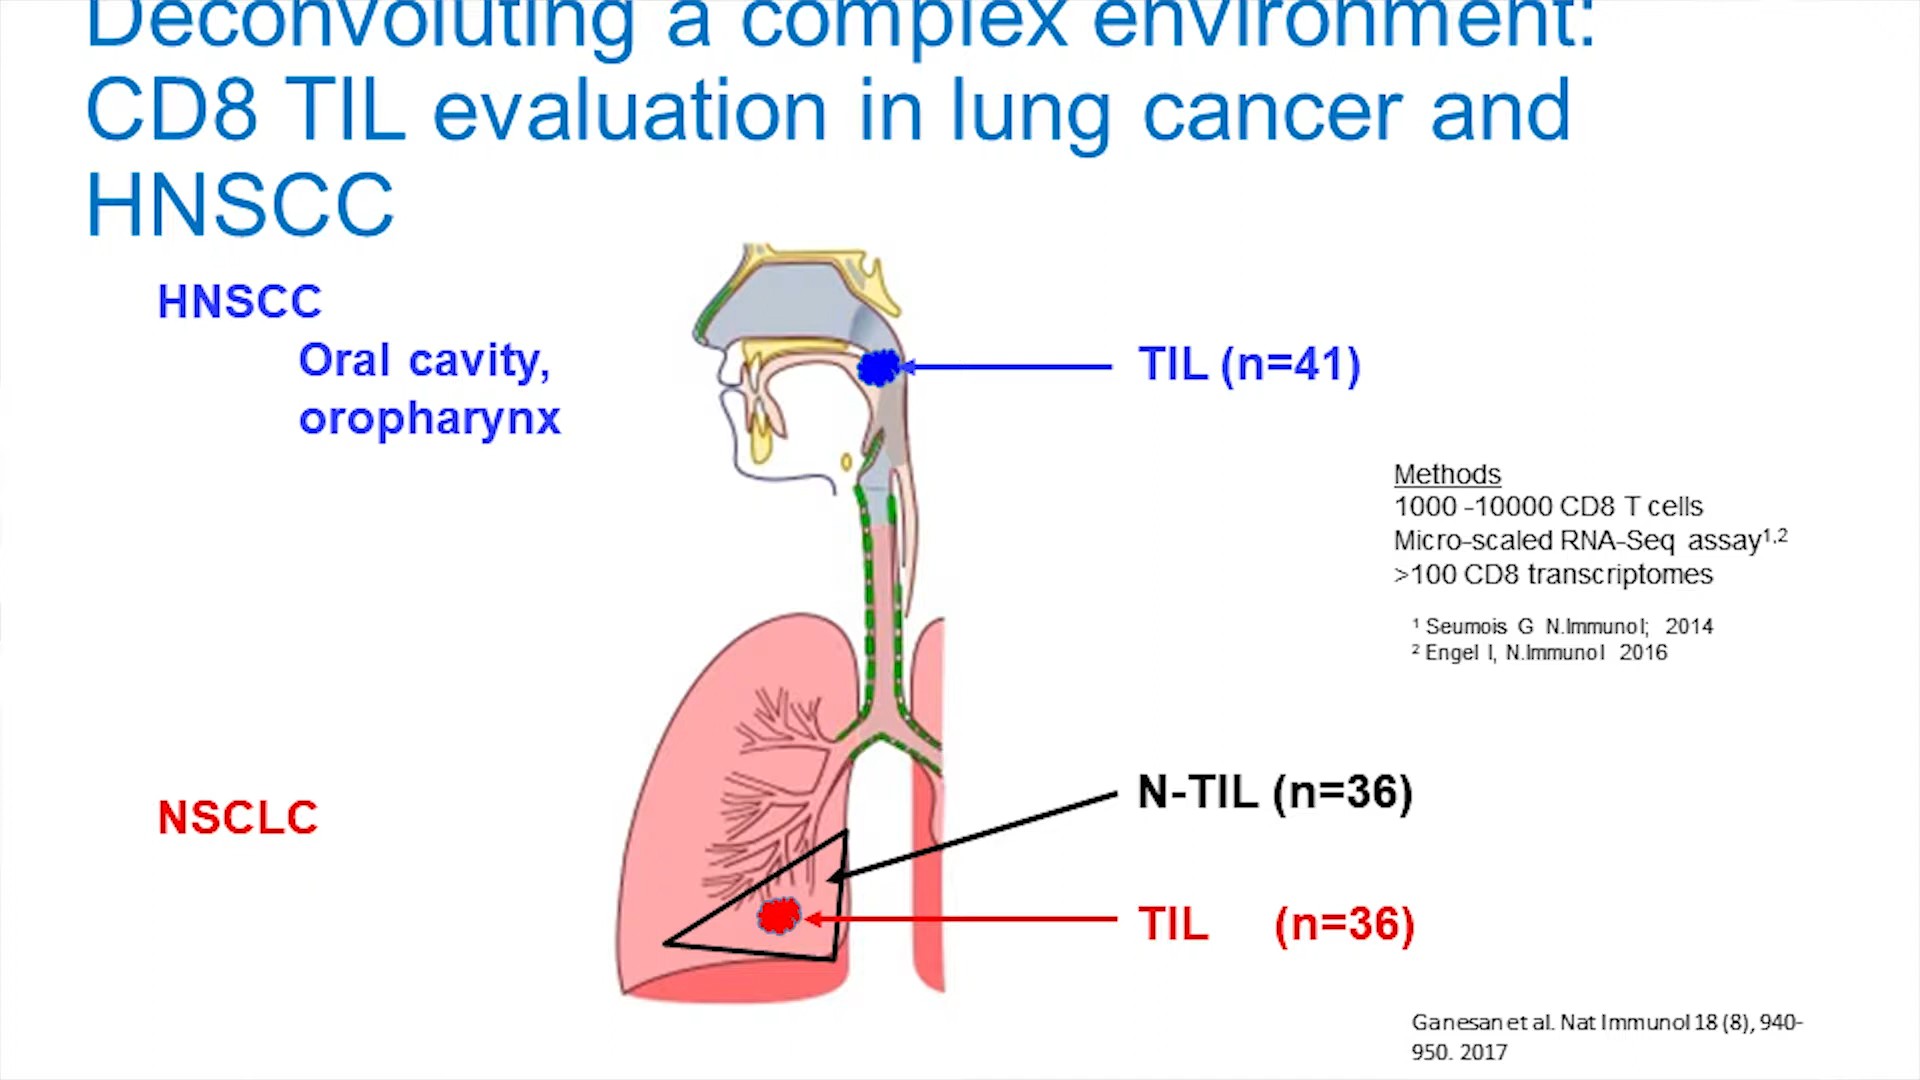 Deconvoluting a complex environment:
CD8 TIL evaluation in lung cancer and
HNSCC
HNSCC
Oral cavity,
oropharynx
TIL (n=41)
Methods
1000 -10000 CD8 T cells
Micro-scaled RNA-Seq assay¹,²
>100 CD8 transcriptomes
¹ Seumois G N.Immunol; 2014
² Engel I, N.Immunol 2016
N-TIL (n=36)
NSCLC
TIL (n=36)
Ganesan et al. Nat Immunol 18 (8), 940-
950. 2017